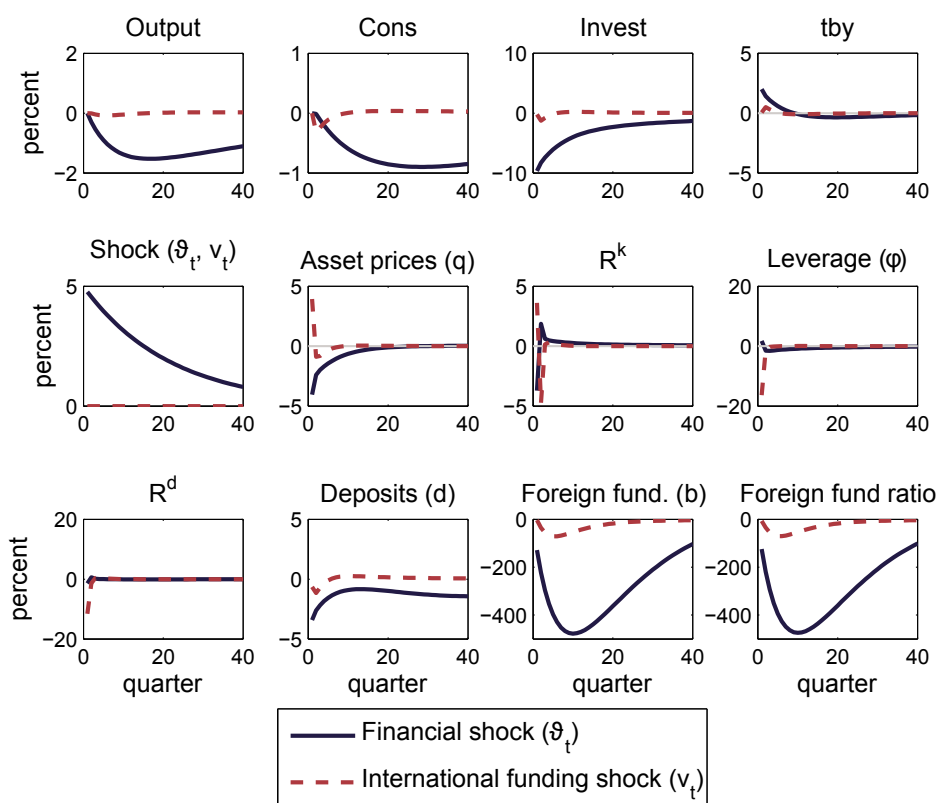 Output Cons Invest tby
percent
2
0
−2
0 20 40
1
0
−1
0 20 40
10
0
−10
0 20 40
5
0
−5
0 20 40
Shock (ϑt, vt) Asset prices (q) R^k Leverage (φ)
percent
5
0
0 20 40
5
0
−5
0 20 40
5
0
−5
0 20 40
20
0
−20
0 20 40
R^d Deposits (d) Foreign fund. (b) Foreign fund ratio
percent
20
0
−20
0 20 40
quarter
5
0
−5
0 20 40
quarter
0
−200
−400
0 20 40
quarter
0
−200
−400
0 20 40
quarter
Financial shock (ϑt)
International funding shock (vt)